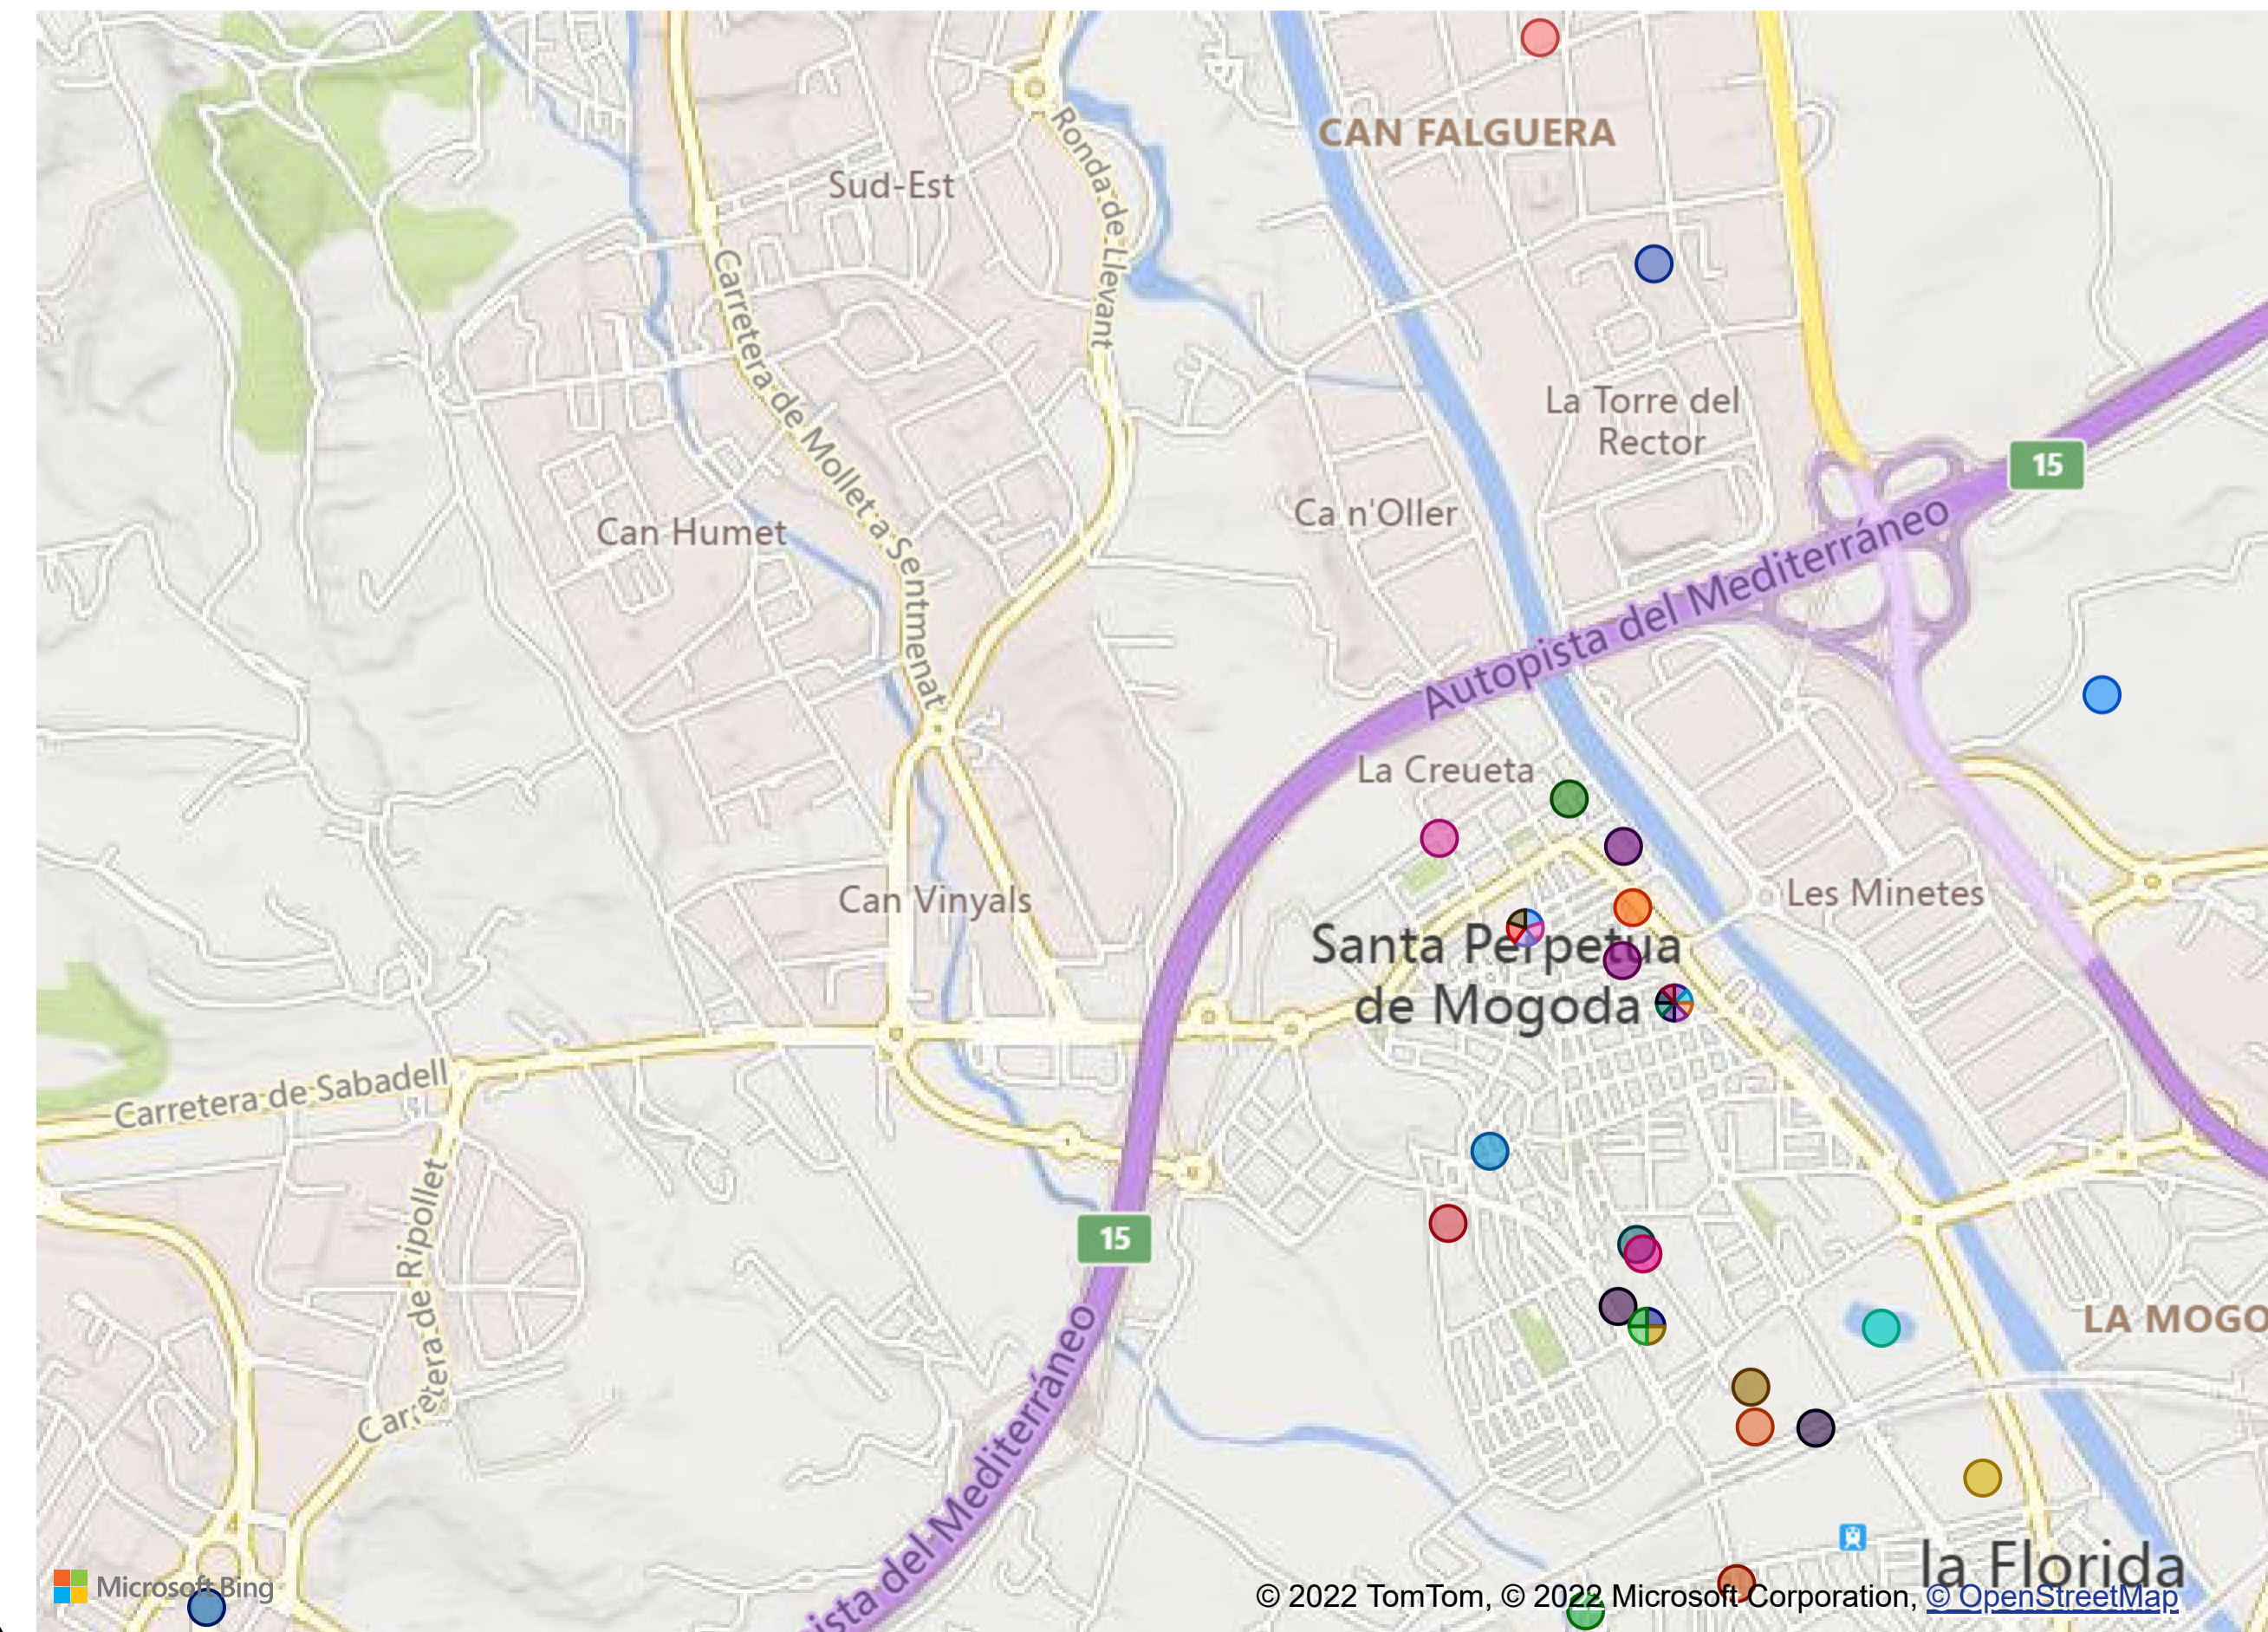 CAN FALGUERA
Sud-Est
Ronda de Llevant
Carretera de Mollet a Sentmenat
La Torre del
Rector
15
Ca n'Oller
Can Humet
Autopista del Mediterráneo
La Creueta
Can Vinyals
Les Minetes
Santa Perpetua
de Mogoda
Carretera de Sabadell
Carretera de Ripollet
15
LA MOGO
pista del Mediterráneo
la Florida
Microsoft Bing
© 2022 TomTom, © 2022 Microsoft Corporation, © OpenStreetMap